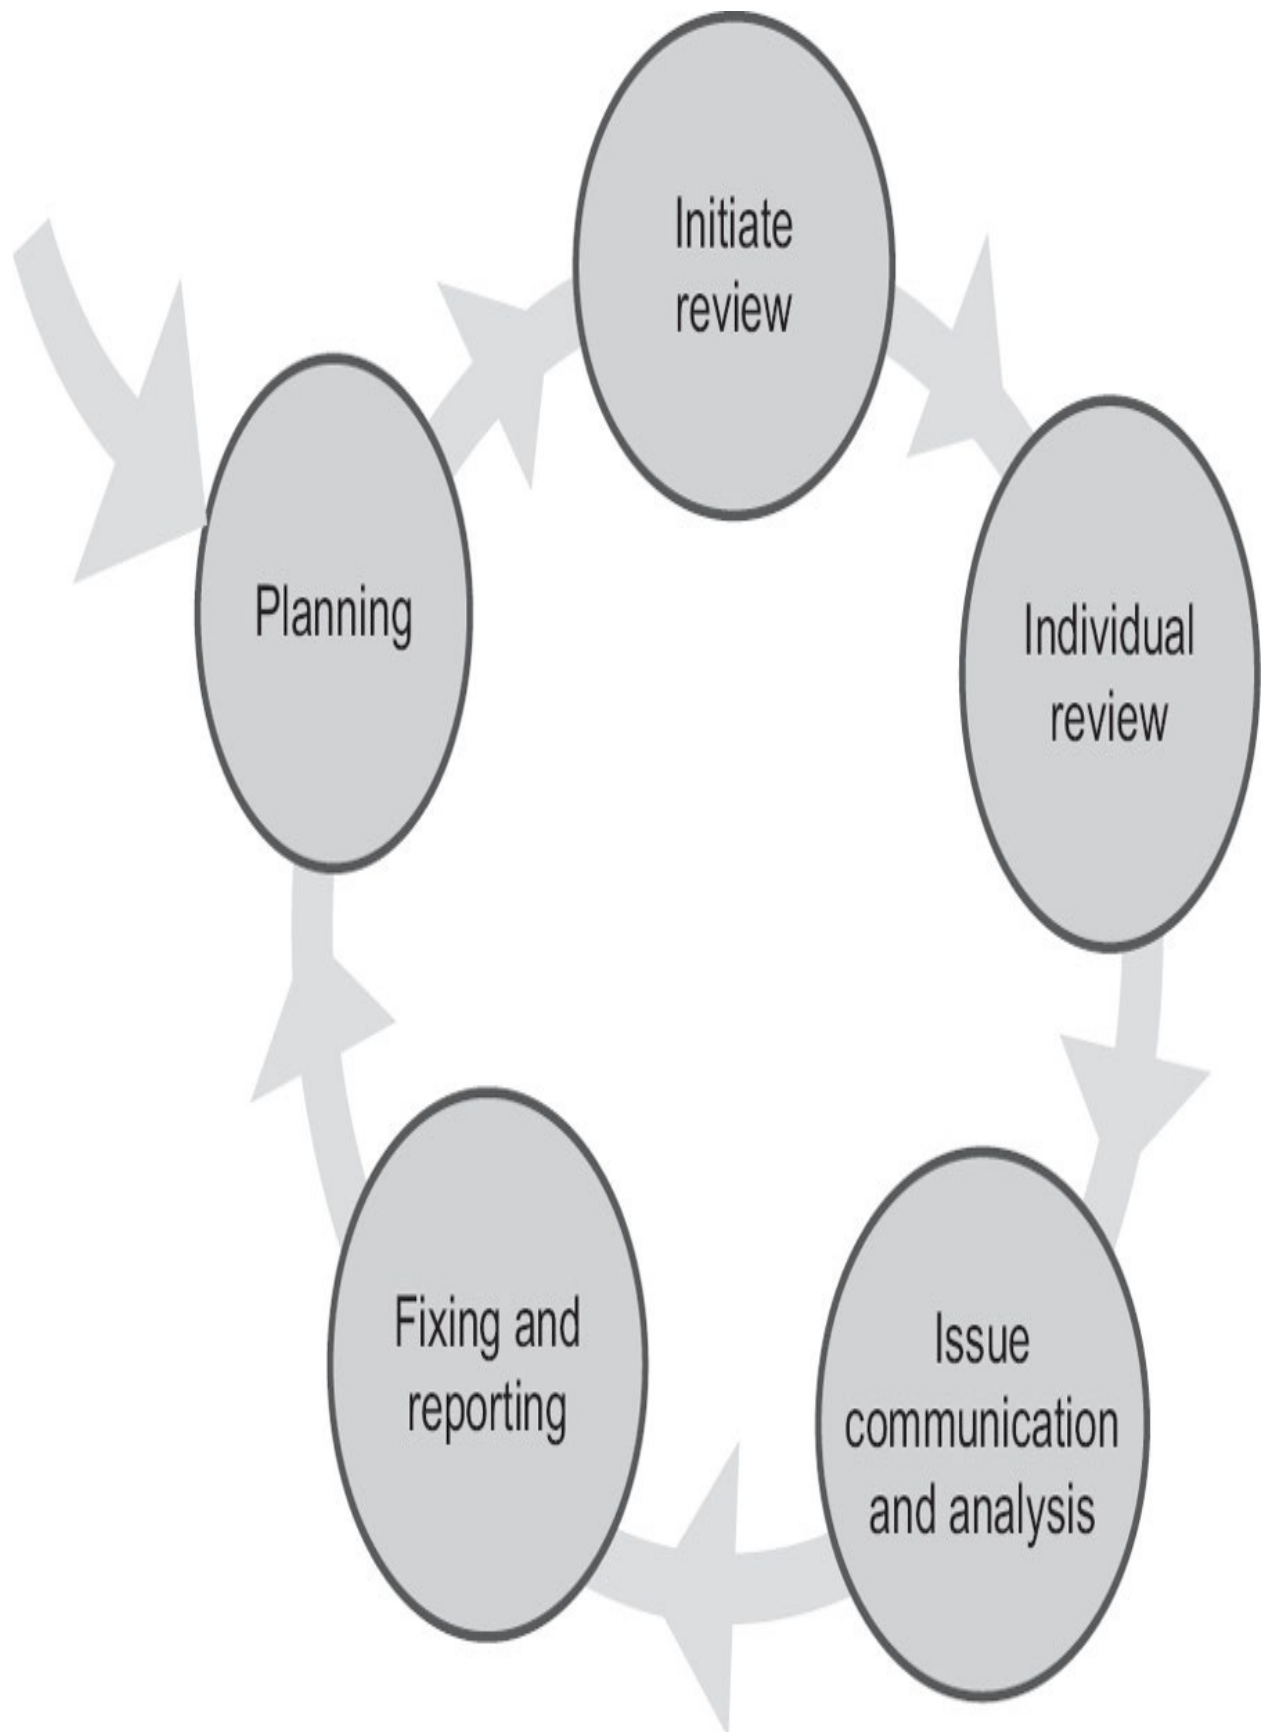 Initiate
review
Planning
Individual
review
Fixing and
reporting
Issue
communication
and analysis